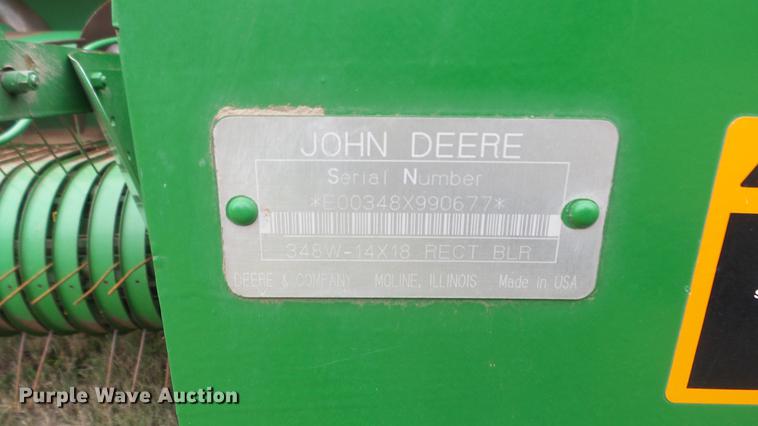 JOHN DEERE
Serial Number
*E00348X990677*
348W-14X18 RECT BLR
DEERE & COMPANY MOLINE, ILLINOIS Made in USA
Purple Wave Auction